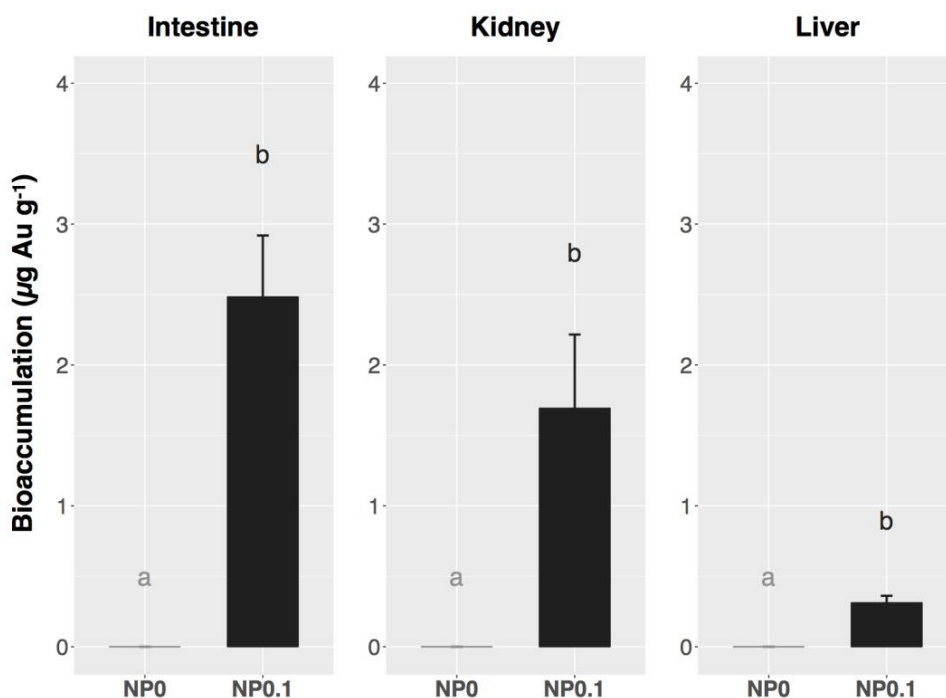 Intestine
Kidney
Liver
Bioaccumulation (µg Au g⁻¹)
4
3
2
1
0
a
b
NP0
NP0.1
4
3
2
1
0
a
b
NP0
NP0.1
4
3
2
1
0
a
b
NP0
NP0.1